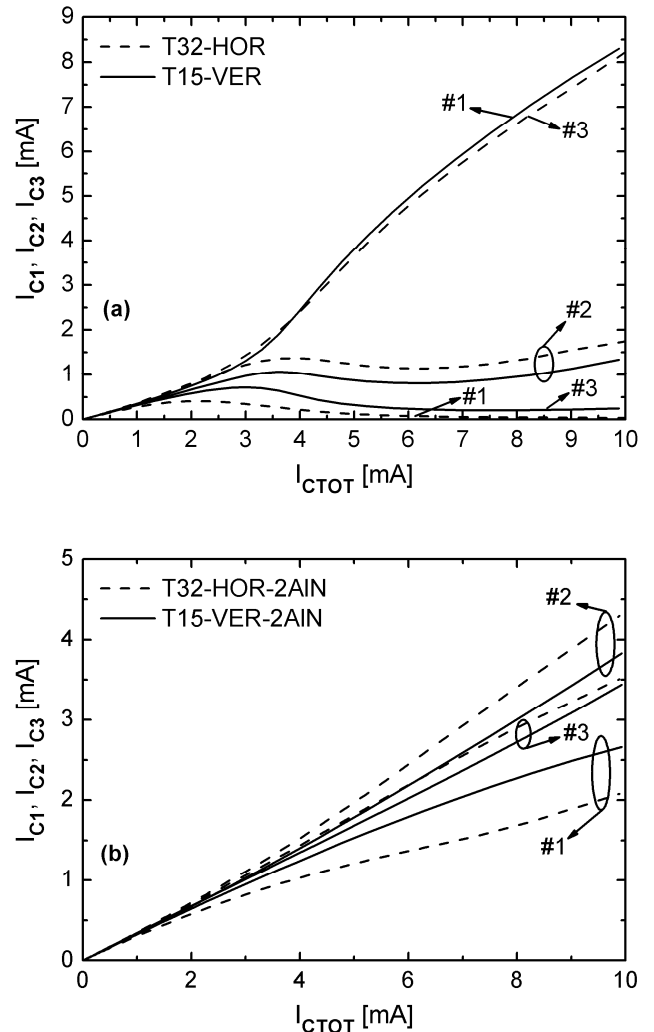 9
8
7
6
5
4
3
2
1
0
I_C1, I_C2, I_C3 [mA]
T32-HOR
T15-VER
#1
#3
#2
#1
#3
(a)
0 1 2 3 4 5 6 7 8 9 10
I_CTOT [mA]
5
4
3
2
1
0
I_C1, I_C2, I_C3 [mA]
T32-HOR-2AlN
T15-VER-2AlN
#2
#3
#1
(b)
0 2 4 6 8 10
I_CTOT [mA]